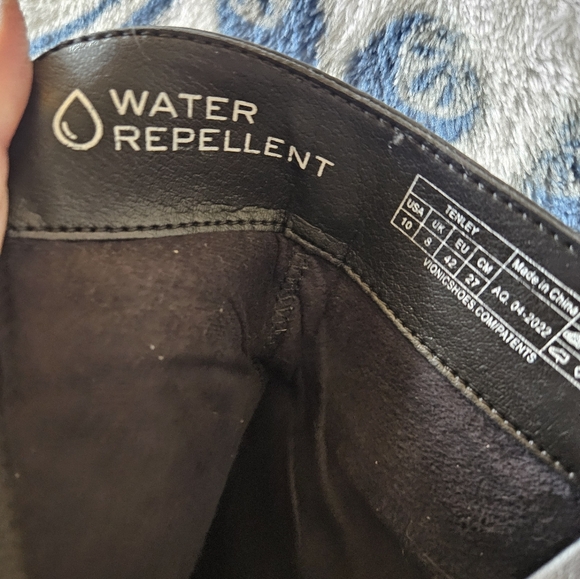 WATER
REPELLENT
TENLEY
USA UK EU CM
10 8 42 27
Made in China
AQ. 04-2022
VIONICSHOES.COM/PATENTS